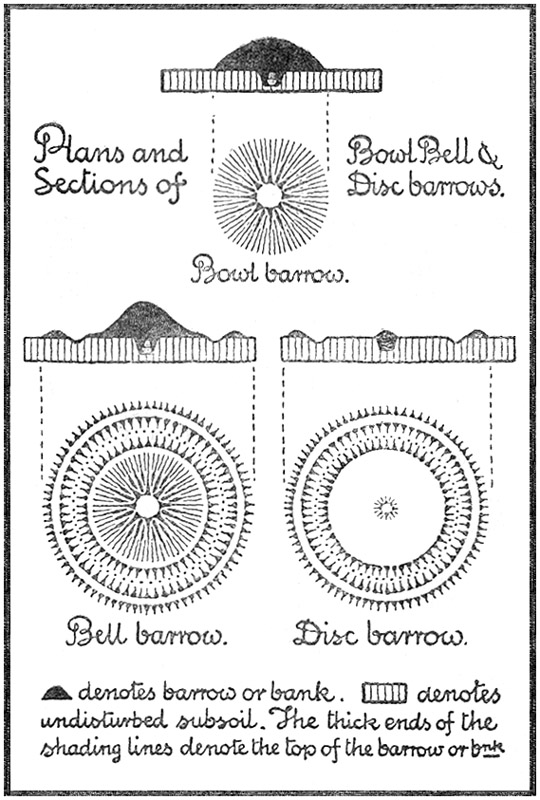 Plans and
Sections of
Bowl Bell &
Disc barrows.
Bowl barrow.
Bell barrow.
Disc barrow.
denotes barrow or bank. denotes
undisturbed subsoil. The thick ends of the
shading lines denote the top of the barrow or bnk